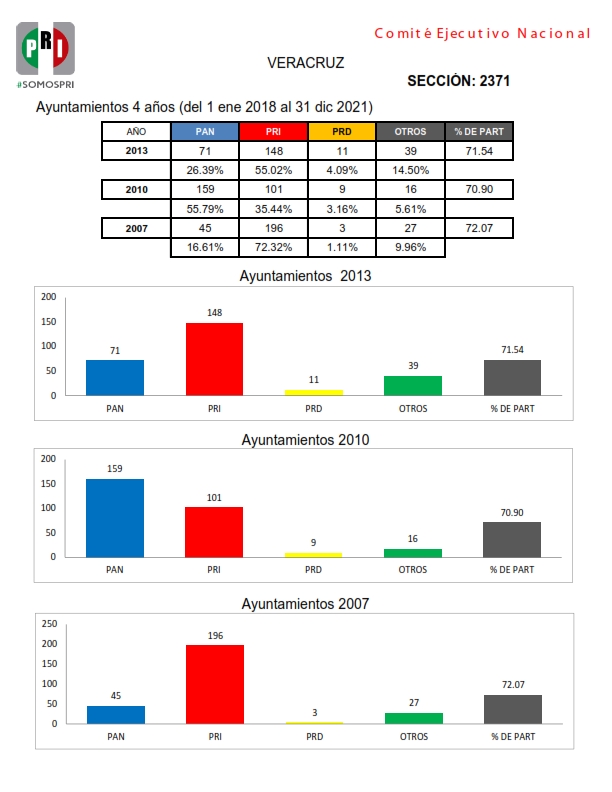 Comité Ejecutivo Nacional
PRI
#SOMOSPRI
VERACRUZ
SECCIÓN: 2371
Ayuntamientos 4 años (del 1 ene 2018 al 31 dic 2021)
AÑO PAN PRI PRD OTROS % DE PART
2013 71 148 11 39 71.54
26.39% 55.02% 4.09% 14.50%
2010 159 101 9 16 70.90
55.79% 35.44% 3.16% 5.61%
2007 45 196 3 27 72.07
16.61% 72.32% 1.11% 9.96%
Ayuntamientos 2013
200
150
100
50
0
71
148
11
39
71.54
PAN PRI PRD OTROS % DE PART
Ayuntamientos 2010
200
150
100
50
0
159
101
9
16
70.90
PAN PRI PRD OTROS % DE PART
Ayuntamientos 2007
250
200
150
100
50
0
45
196
3
27
72.07
PAN PRI PRD OTROS % DE PART